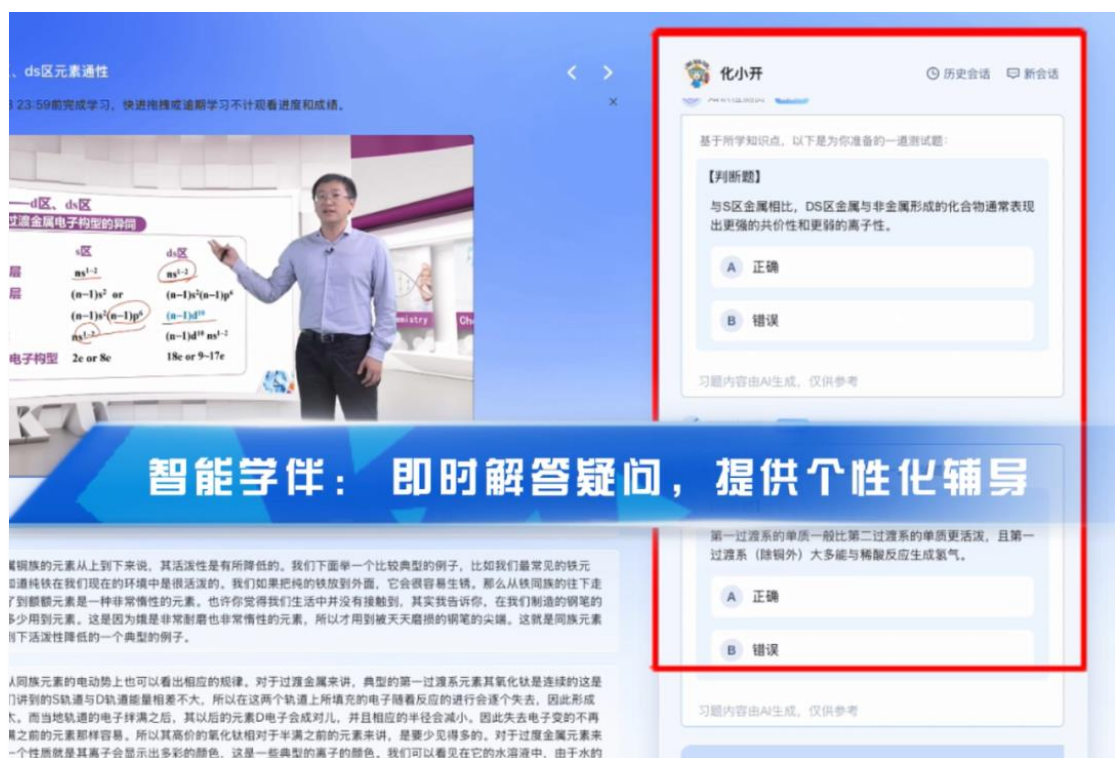 、ds区元素通性
23:59前完成学习，快进拖拽或逾期学习不计观看进度和成绩。
——d区、ds区
过渡金属电子构型的异同
s区 ds区
层 ns1-2 ns1-2
层 (n-1)s² or (n-1)s²(n-1)p⁶
(n-1)s²(n-1)p⁶ (n-1)d¹⁰
ns1-2 (n-1)d¹⁰ ns1-2
电子构型 2e or 8e 18e or 9~17e
mistry Ch
化小开 历史会话 新会话
基于所学知识点，以下是为你准备的一道测试题：
【判断题】
与S区金属相比，DS区金属与非金属形成的化合物通常表现
出更强的共价性和更弱的离子性。
A 正确
B 错误
习题内容由AI生成，仅供参考
智能学伴： 即时解答疑问，提供个性化辅导
第一过渡系的单质一般比第二过渡系的单质更活泼，且第一
过渡系（除铜外）大多能与稀酸反应生成氢气。
A 正确
B 错误
习题内容由AI生成，仅供参考
属铜族的元素从上到下来说，其活泼性是有所降低的。我们下面举一个比较典型的例子，比如我们最常见的铁元
知道纯铁在我们现在的环境中是很活泼的。我们如果把纯的铁放到外面，它会很容易生锈。那么从铁同族的往下走
了到额额元素是一种非常惰性的元素。也许你觉得我们生活中并没有接触到，其实我告诉你，在我们制造的钢笔的
多少用到元素。这是因为娥是非常耐磨也非常惰性的元素，所以才用到被天天磨损的钢笔的尖端。这就是同族元素
到下活泼性降低的一个典型的例子。
从同族元素的电动势上也可以看出相应的规律。对于过渡金属来讲，典型的第一过渡系元素其氧化钛是连续的这是
们讲到的S轨道与D轨道能量相差不大，所以在这两个轨道上所填充的电子随着反应的进行会逐个失去，因此形成
大。而当地轨道的电子绊满之后，其以后的元素D电子会成对儿，并且相应的半径会减小。因此失去电子变的不再
满之前的元素那样容易。所以其高价的氧化钛相对于半满之前的元素来讲，是要少见得多的。对于过度金属元素来
一个性质就是其离子会显示出多彩的颜色，这是一些典型的离子的颜色。我们可以看见在它的水溶液中，由于水的